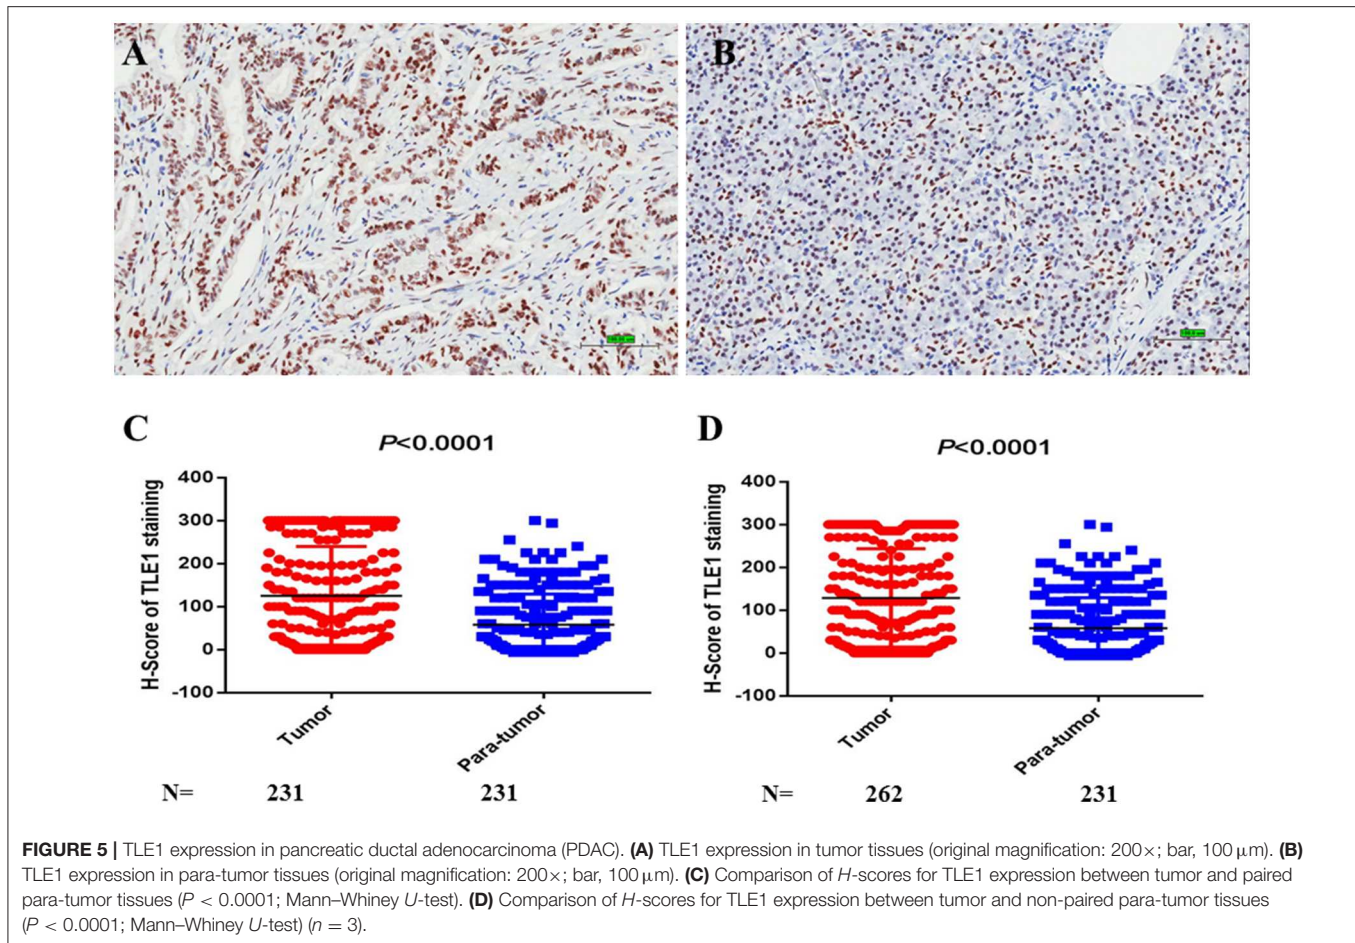 A
B
C
P<0.0001
H-Score of TLE1 staining
400
300
200
100
0
-100
Tumor
Para-tumor
N= 231 231
D
P<0.0001
H-Score of TLE1 staining
400
300
200
100
0
-100
Tumor
Para-tumor
N= 262 231
FIGURE 5 | TLE1 expression in pancreatic ductal adenocarcinoma (PDAC). (A) TLE1 expression in tumor tissues (original magnification: 200×; bar, 100 μm). (B)
TLE1 expression in para-tumor tissues (original magnification: 200×; bar, 100 μm). (C) Comparison of H-scores for TLE1 expression between tumor and paired
para-tumor tissues (P < 0.0001; Mann–Whiney U-test). (D) Comparison of H-scores for TLE1 expression between tumor and non-paired para-tumor tissues
(P < 0.0001; Mann–Whiney U-test) (n = 3).